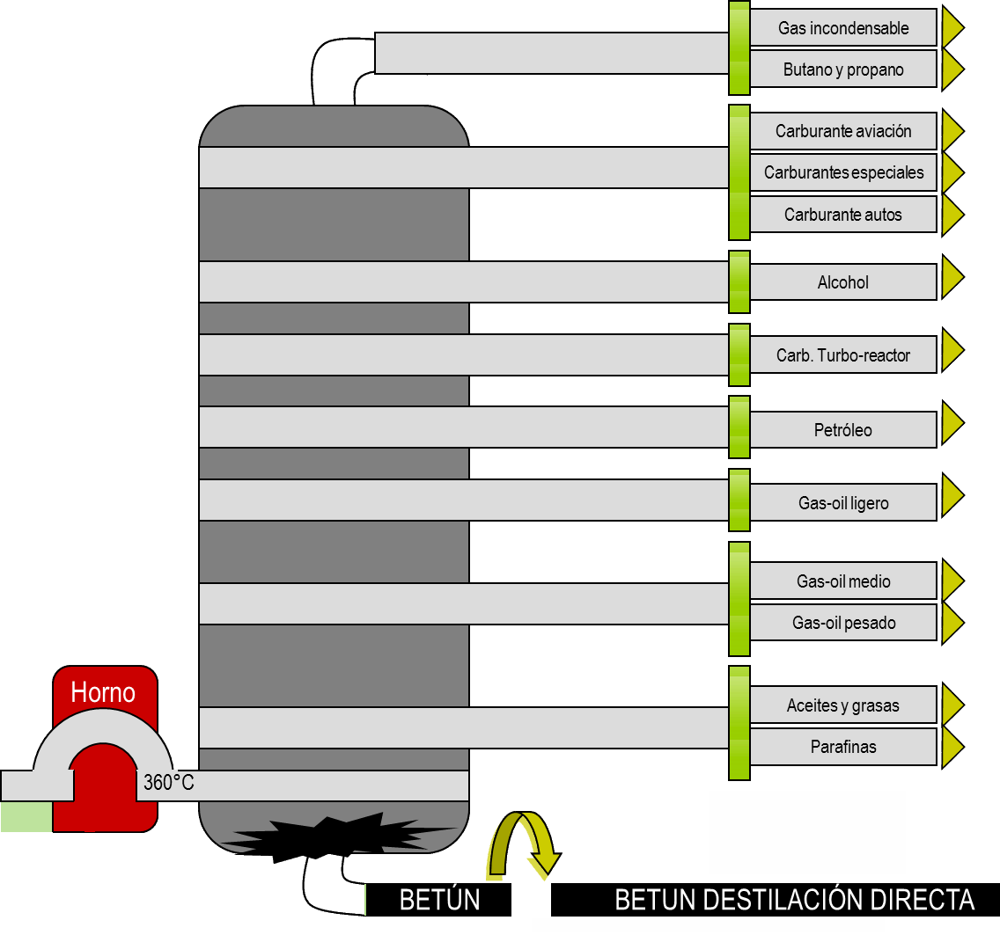 Gas incondensable
Butano y propano
Carburante aviación
Carburantes especiales
Carburante autos
Alcohol
Carb. Turbo-reactor
Petróleo
Gas-oil ligero
Gas-oil medio
Gas-oil pesado
Horno
Aceites y grasas
Parafinas
360°C
BETÚN
BETUN DESTILACIÓN DIRECTA